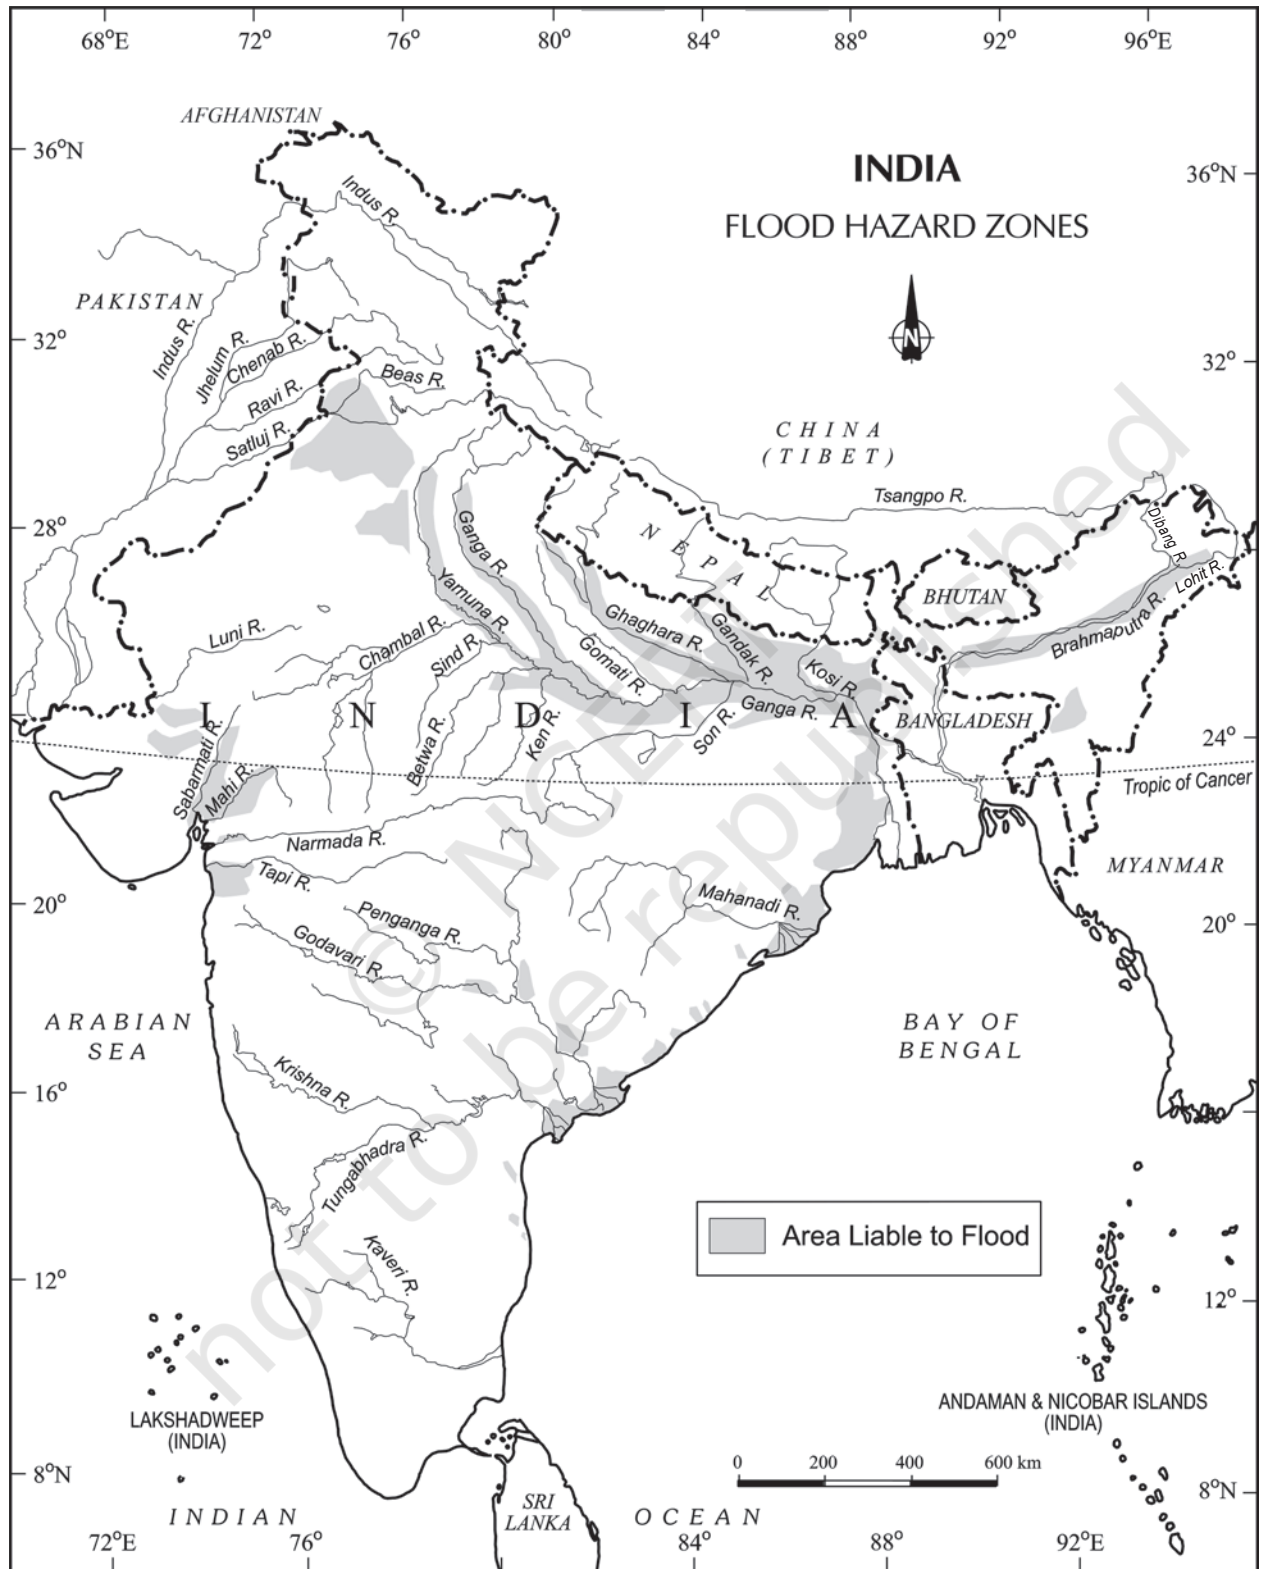 68°E 72° 76° 80° 84° 88° 92° 96°E
AFGHANISTAN
36°N
INDIA
36°N
FLOOD HAZARD ZONES
Indus R.
PAKISTAN
N
32°
32°
Indus R.
Jhelum R.
Chenab R.
Beas R.
Ravi R.
Satluj R.
CHINA
(TIBET)
Tsangpo R.
28°
NEPAL
Dibang R
Lohit R.
Ganga R.
Yamuna R.
BHUTAN
Brahmaputra R.
Luni R.
Chambal R.
Sind R.
Ghaghara R.
Gomati R.
Gandak R.
Kosi R.
I N D I A
Ganga R.
BANGLADESH
24°
Sabarmati R.
Mahi R.
Betwa R.
Ken R.
Son R.
Tropic of Cancer
Narmada R.
MYANMAR
Tapi R.
20°
Mahanadi R.
20°
Penganga R.
Godavari R.
ARABIAN
SEA
BAY OF
BENGAL
Krishna R.
16°
Tungabhadra R.
Area Liable to Flood
Kaveri R.
12°
12°
LAKSHADWEEP
(INDIA)
ANDAMAN & NICOBAR ISLANDS
(INDIA)
0 200 400 600 km
8°N
8°N
SRI
LANKA
INDIAN OCEAN
72°E 76° 84° 88° 92°E
© NCERT
not to be republished